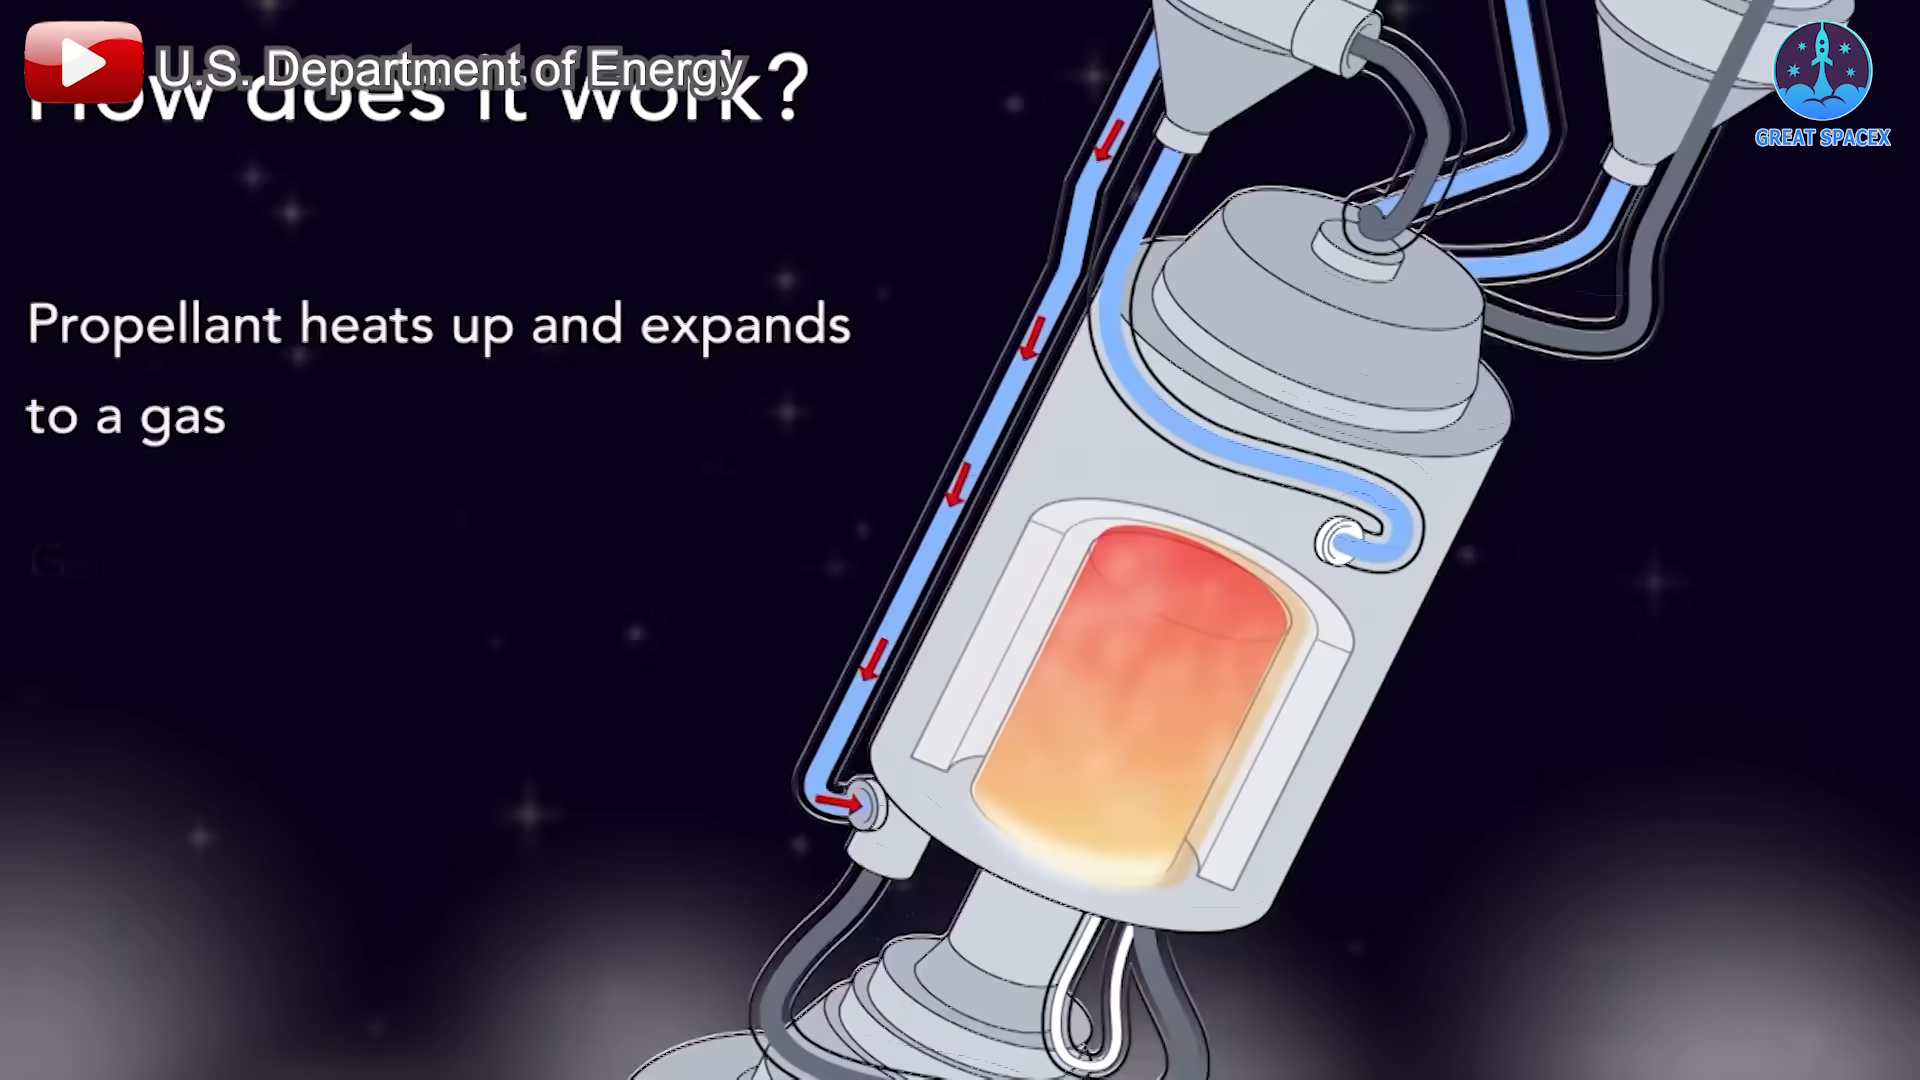 U.S. Department of Energy
How does it work?
GREAT SPACEX
Propellant heats up and expands
to a gas